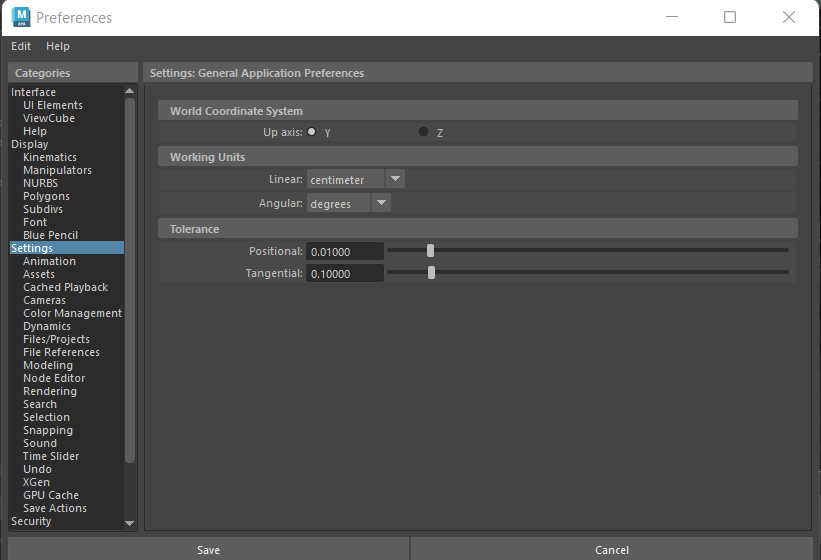 M
AYA
Preferences
Edit Help
Categories
Interface
UI Elements
ViewCube
Help
Display
Kinematics
Manipulators
NURBS
Polygons
Subdivs
Font
Blue Pencil
Settings
Animation
Assets
Cached Playback
Cameras
Color Management
Dynamics
Files/Projects
File References
Modeling
Node Editor
Rendering
Search
Selection
Snapping
Sound
Time Slider
Undo
XGen
GPU Cache
Save Actions
Security
Settings: General Application Preferences
World Coordinate System
Up axis: Y Z
Working Units
Linear: centimeter
Angular: degrees
Tolerance
Positional: 0.01000
Tangential: 0.10000
Save Cancel